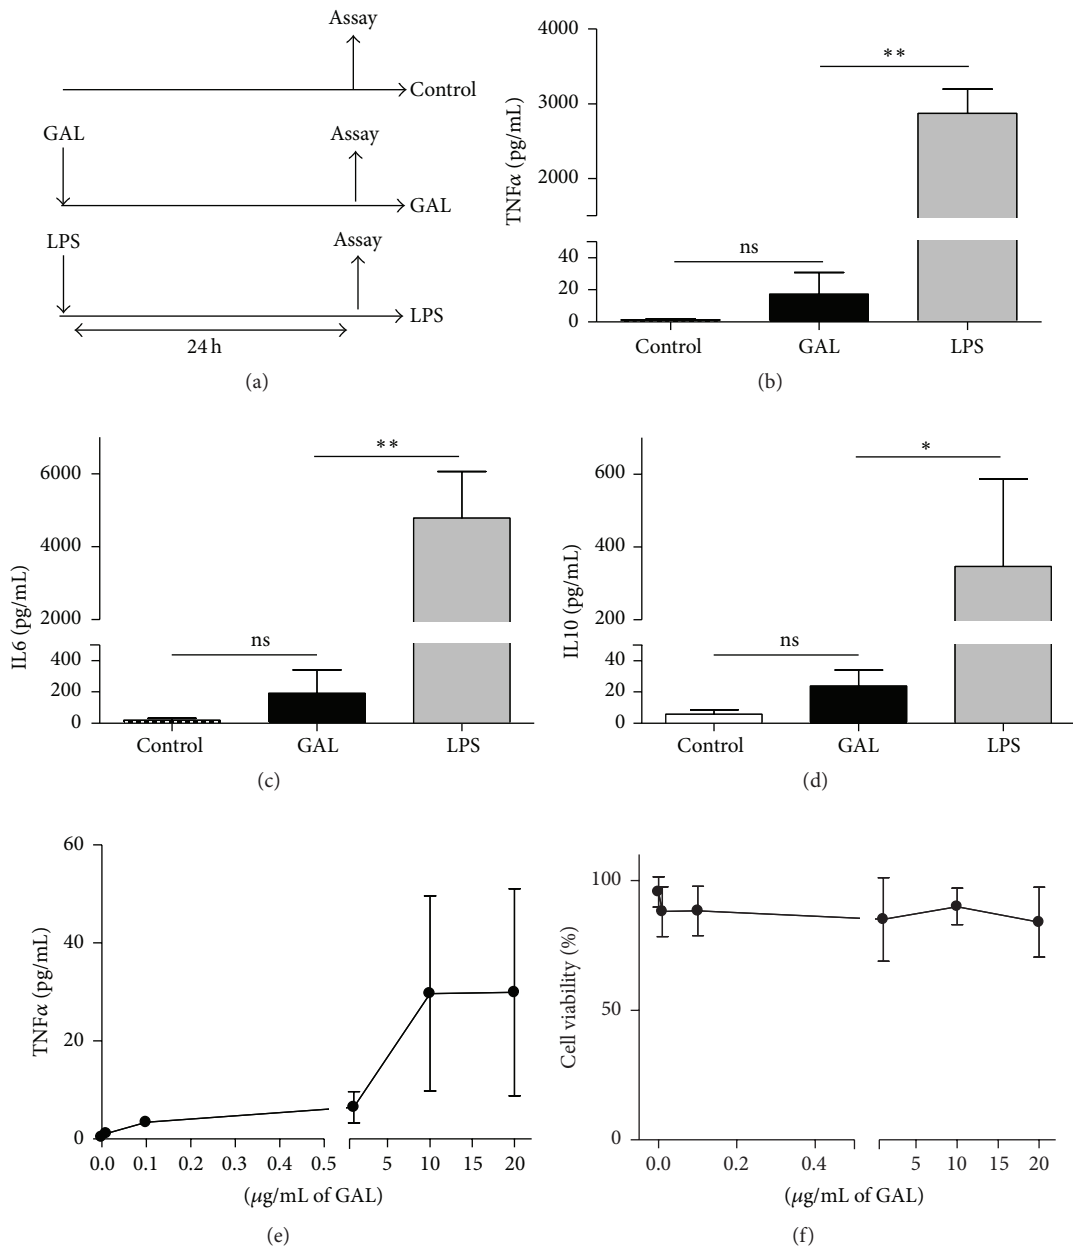 Assay
Control
GAL
Assay
GAL
LPS
Assay
LPS
24 h
(a)
TNFα (pg/mL)
4000
3000
2000
40
20
0
**
ns
Control GAL LPS
(b)
IL6 (pg/mL)
6000
4000
2000
400
200
0
**
ns
Control GAL LPS
(c)
IL10 (pg/mL)
600
400
200
40
20
0
*
ns
Control GAL LPS
(d)
TNFα (pg/mL)
60
40
20
0
0.0 0.1 0.2 0.3 0.4 0.5 5 10 15 20
(μg/mL of GAL)
(e)
Cell viability (%)
100
50
0
0.0 0.2 0.4 5 10 15 20
(μg/mL of GAL)
(f)